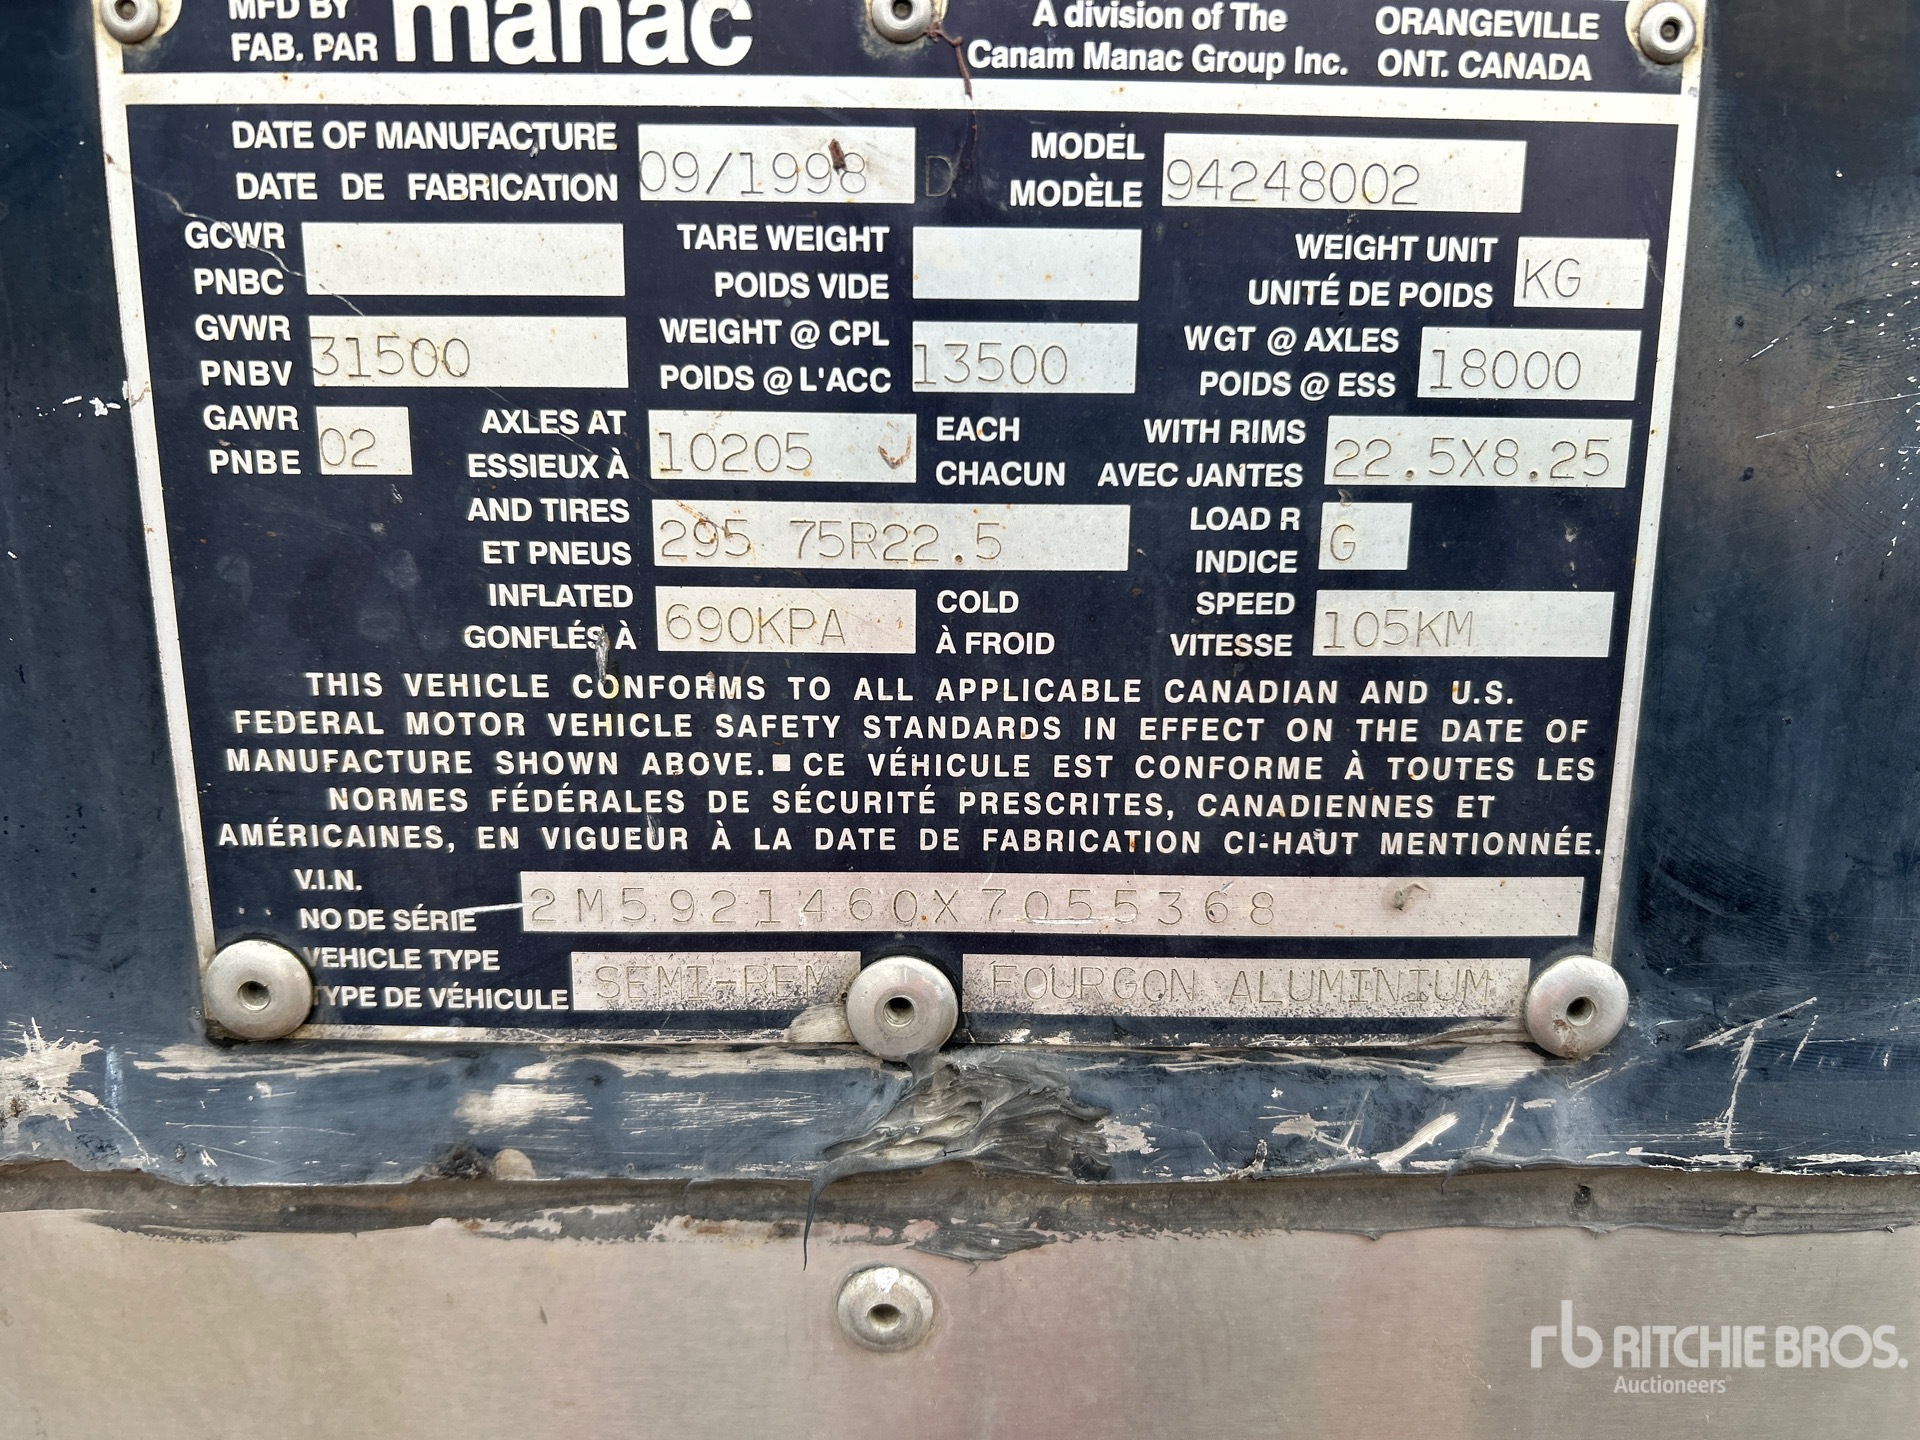 MFD BY manac A division of The ORANGEVILLE
FAB. PAR Canam Manac Group Inc. ONT. CANADA
DATE OF MANUFACTURE 09/1998 D MODEL 94248002
DATE DE FABRICATION MODÈLE
GCWR TARE WEIGHT WEIGHT UNIT KG
PNBC POIDS VIDE UNITÉ DE POIDS
GVWR 31500 WEIGHT @ CPL 13500 WGT @ AXLES 18000
PNBV POIDS @ L'ACC POIDS @ ESS
GAWR 02 AXLES AT 10205 EACH WITH RIMS 22.5X8.25
PNBE ESSIEUX À CHACUN AVEC JANTES
AND TIRES 295 75R22.5 LOAD R G
ET PNEUS INDICE
INFLATED 690KPA COLD SPEED 105KM
GONFLÉS À À FROID VITESSE
THIS VEHICLE CONFORMS TO ALL APPLICABLE CANADIAN AND U.S.
FEDERAL MOTOR VEHICLE SAFETY STANDARDS IN EFFECT ON THE DATE OF
MANUFACTURE SHOWN ABOVE. ■ CE VÉHICULE EST CONFORME À TOUTES LES
NORMES FÉDÉRALES DE SÉCURITÉ PRESCRITES, CANADIENNES ET
AMÉRICAINES, EN VIGUEUR À LA DATE DE FABRICATION CI-HAUT MENTIONNÉE.
V.I.N. 2M5921460X7055368
NO DE SÉRIE
VEHICLE TYPE SEMI-REM FOURGON ALUMINIUM
TYPE DE VÉHICULE
rb RITCHIE BROS.
Auctioneers